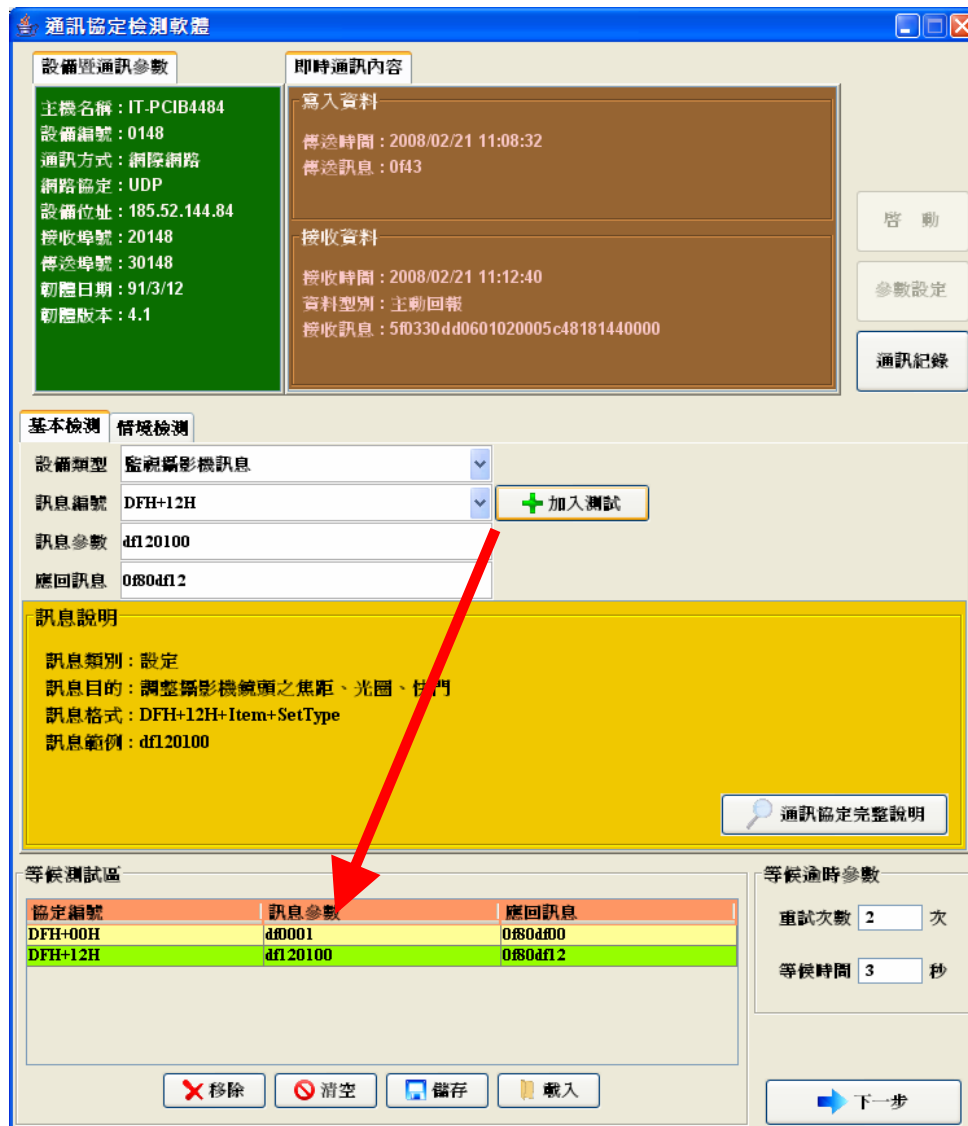 通訊協定檢測軟體
設備暨通訊參數
主機名稱：IT-PCIB4484
設備編號：0148
通訊方式：網際網路
網路協定：UDP
設備位址：185.52.144.84
接收埠號：20148
傳送埠號：30148
韌體日期：91/3/12
韌體版本：4.1
即時通訊內容
寫入資料
傳送時間：2008/02/21 11:08:32
傳送訊息：0f43
接收資料
接收時間：2008/02/21 11:12:40
資料型別：主動回報
接收訊息：5f0330dd0601020005c48181440000
啓 動
參數設定
通訊紀錄
基本檢測 情境檢測
設備類型 監視攝影機訊息
訊息編號 DFH+12H 加入測試
訊息參數 df120100
應回訊息 0f80df12
訊息說明
訊息類別：設定
訊息目的：調整攝影機鏡頭之焦距、光圈、快門
訊息格式：DFH+12H+Item+SetType
訊息範例：df120100
通訊協定完整說明
等候測試區
協定編號 訊息參數 應回訊息
DFH+00H df0001 0f80df00
DFH+12H df120100 0f80df12
移除 清空 儲存 載入
等候逾時參數
重試次數 2 次
等候時間 3 秒
下一步